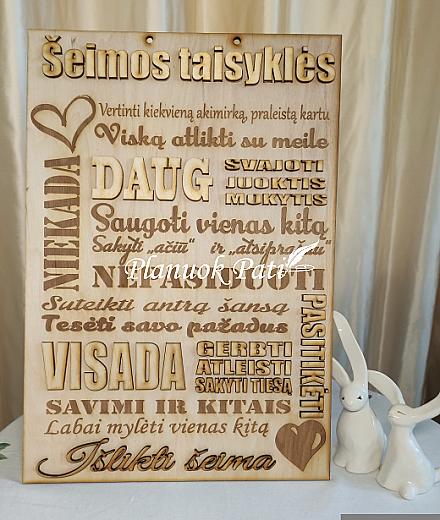 Šeimos taisyklės
Vertinti kiekvieną akimirką, praleistą kartu
Viską atlikti su meile
DAUG
SVAJOTI
JUOKTIS
MOKYTIS
Saugoti vienas kitą
Sakyti „ačiū“ ir „atsiprašau“
NIEKADA
NEPASIDUOTI
Planuok Pati
Suteikti antrą šansą
Tesėti savo pažadus
VISADA
GERBTI
ATLEISTI
SAKYTI TIESĄ
PASITIKĖTI
SAVIMI IR KITAIS
Labai mylėti vienas kitą
Išlikti šeima